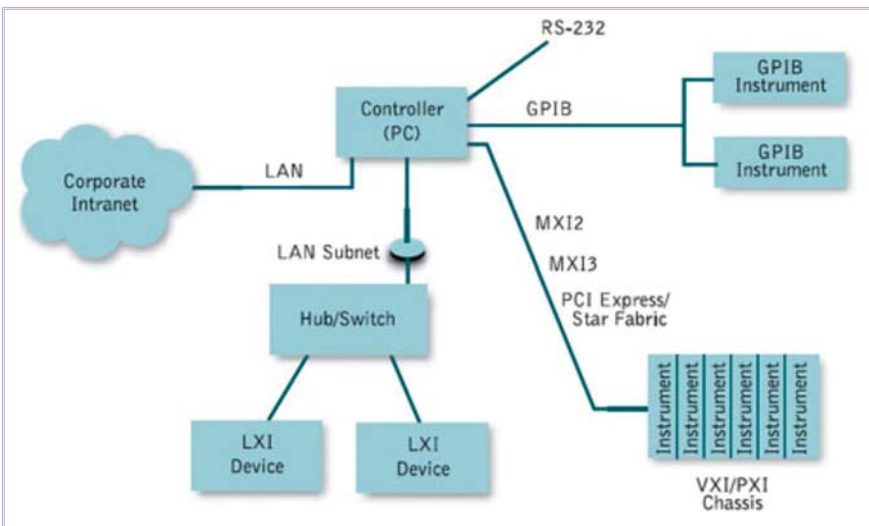 RS-232
Controller
(PC)
GPIB
GPIB
Instrument
GPIB
Instrument
Corporate
Intranet
LAN
LAN Subnet
MXI2
MXI3
PCI Express/
Star Fabric
Hub/Switch
LXI
Device
LXI
Device
Instrument
Instrument
Instrument
Instrument
Instrument
Instrument
VXI/PXI
Chassis